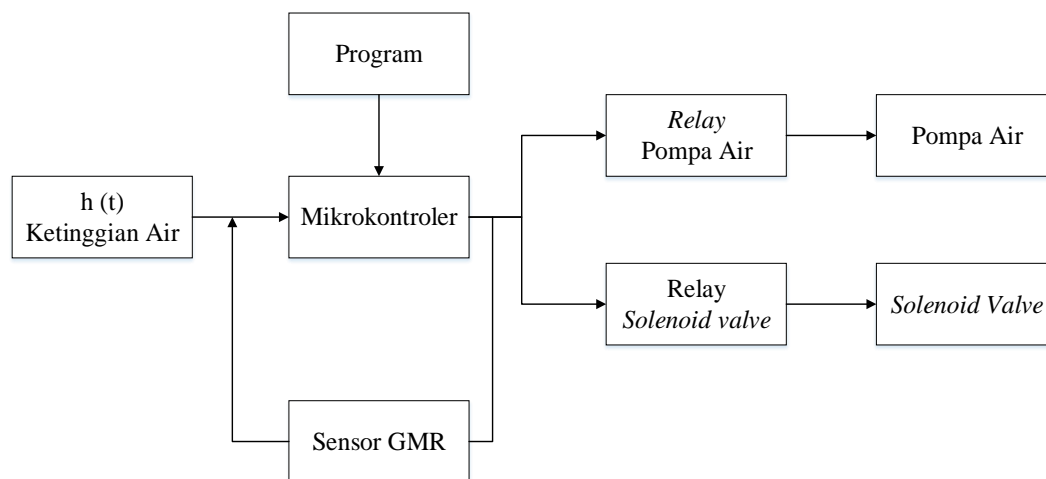 Program
Relay
Pompa Air
Pompa Air
h (t)
Ketinggian Air
Mikrokontroler
Relay
Solenoid valve
Solenoid Valve
Sensor GMR